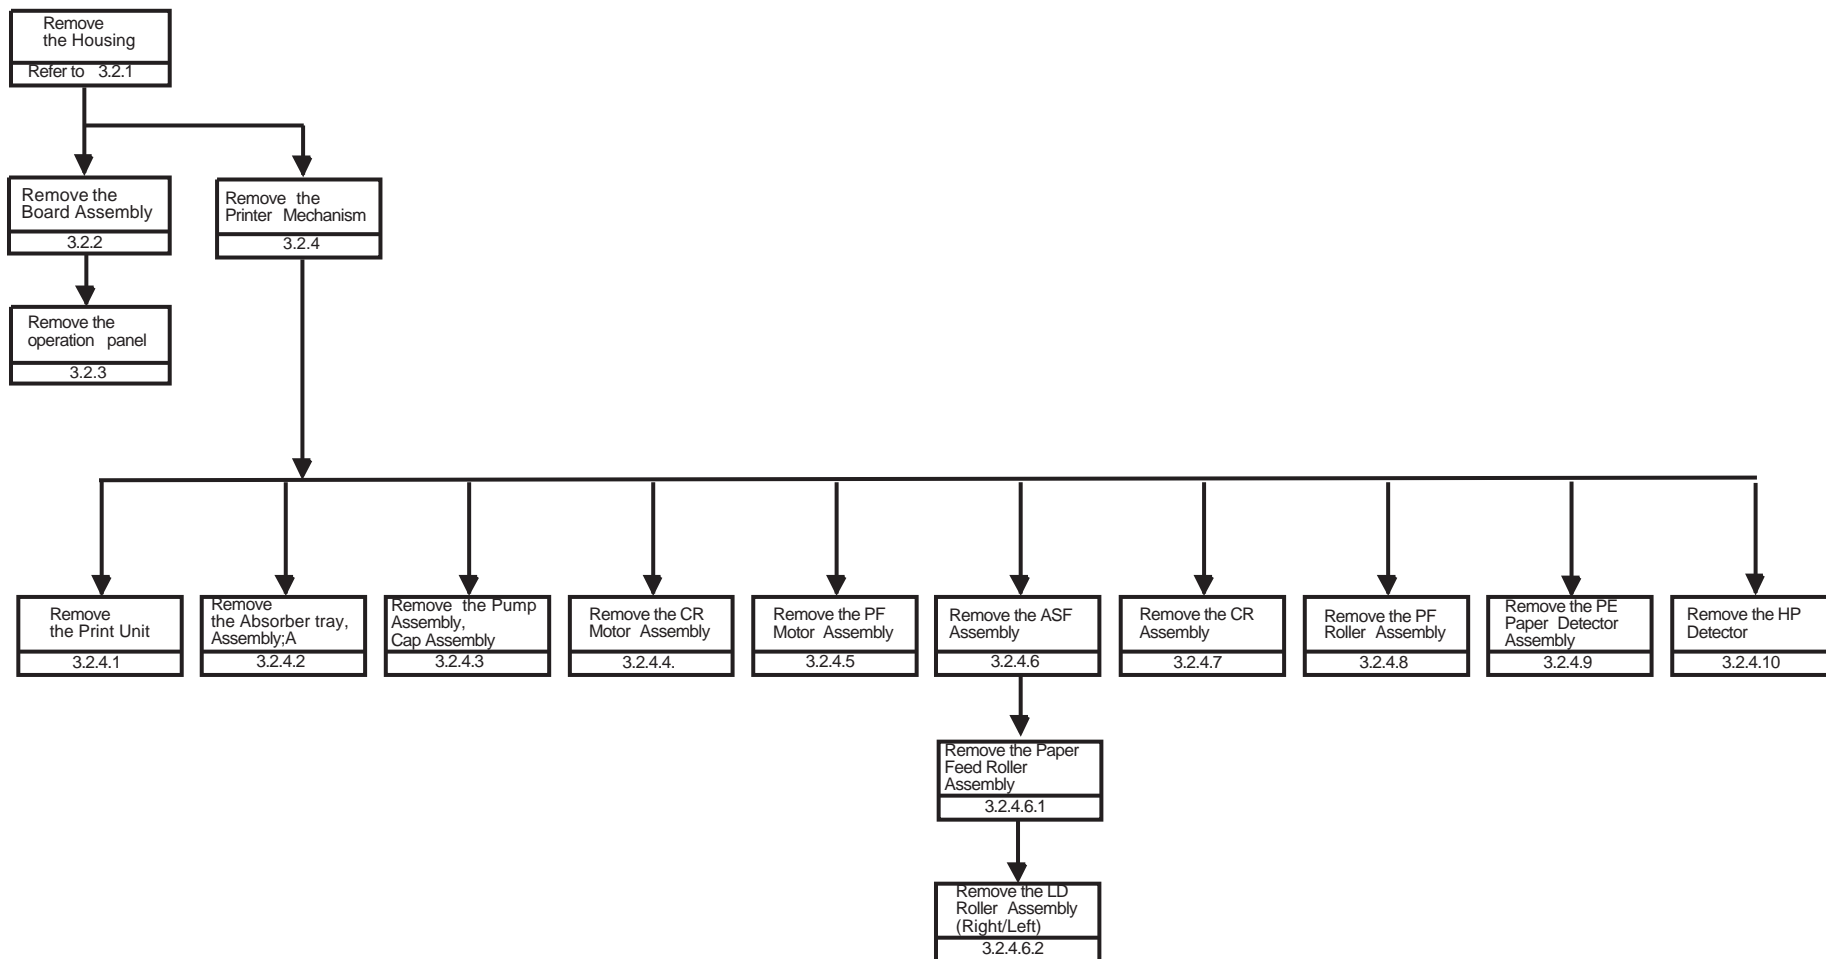 Remove
the Housing
Refer to 3.2.1
Remove the
Board Assembly
3.2.2
Remove the
Printer Mechanism
3.2.4
Remove the
operation panel
3.2.3
Remove
the Print Unit
3.2.4.1
Remove
the Absorber tray,
Assembly;A
3.2.4.2
Remove the Pump
Assembly,
Cap Assembly
3.2.4.3
Remove the CR
Motor Assembly
3.2.4.4.
Remove the PF
Motor Assembly
3.2.4.5
Remove the ASF
Assembly
3.2.4.6
Remove the CR
Assembly
3.2.4.7
Remove the PF
Roller Assembly
3.2.4.8
Remove the PE
Paper Detector
Assembly
3.2.4.9
Remove the HP
Detector
3.2.4.10
Remove the Paper
Feed Roller
Assembly
3.2.4.6.1
Remove the LD
Roller Assembly
(Right/Left)
3.2.4.6.2